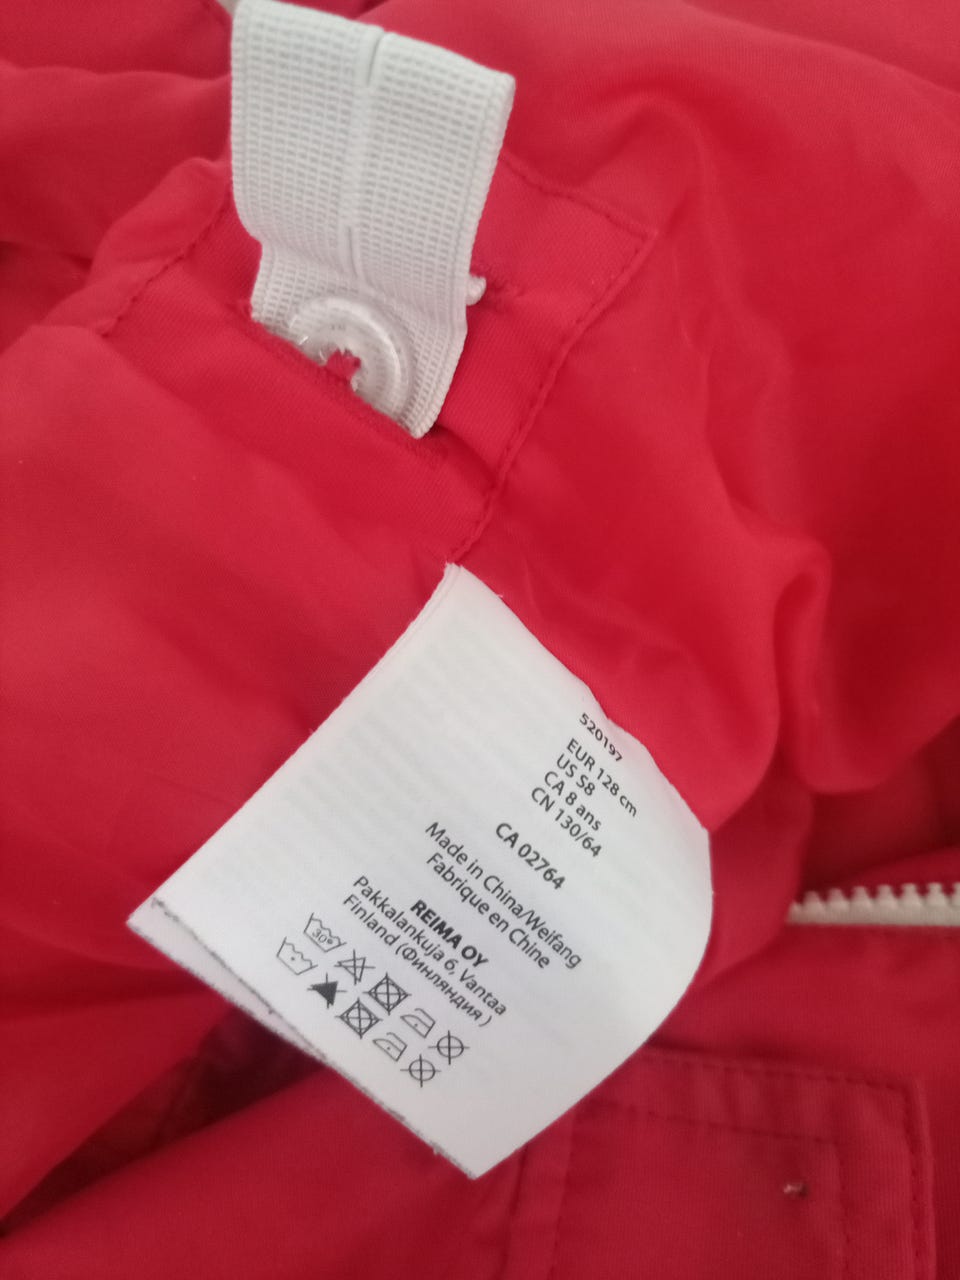 520197
EUR 128 cm
US S8
CA 8 ans
CN 130/64
CA 02764
Made in China/Weifang
Fabrique en Chine
REIMA OY
Pakkalankuja 6, Vantaa
Finland (Финляндия)
30°